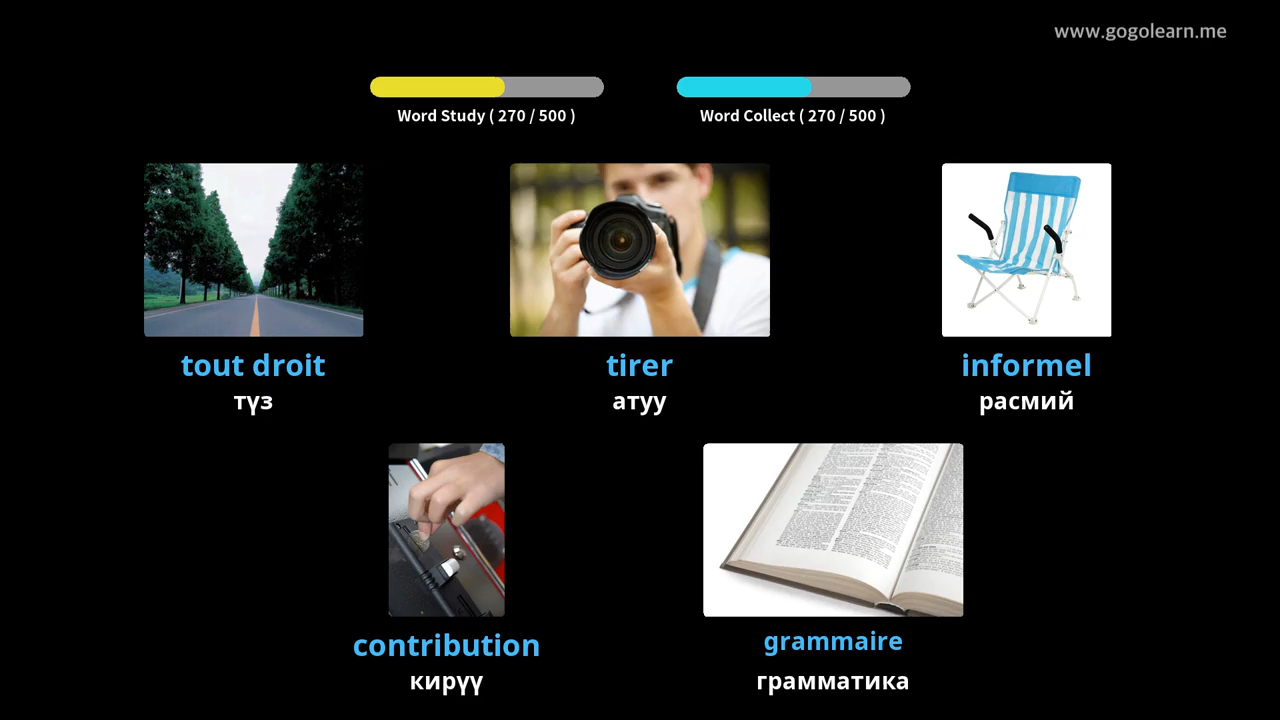 www.gogolearn.me
Word Study ( 270 / 500 )
Word Collect ( 270 / 500 )
tout droit
түз
tirer
атуу
informel
расмий
contribution
кирүү
grammaire
грамматика